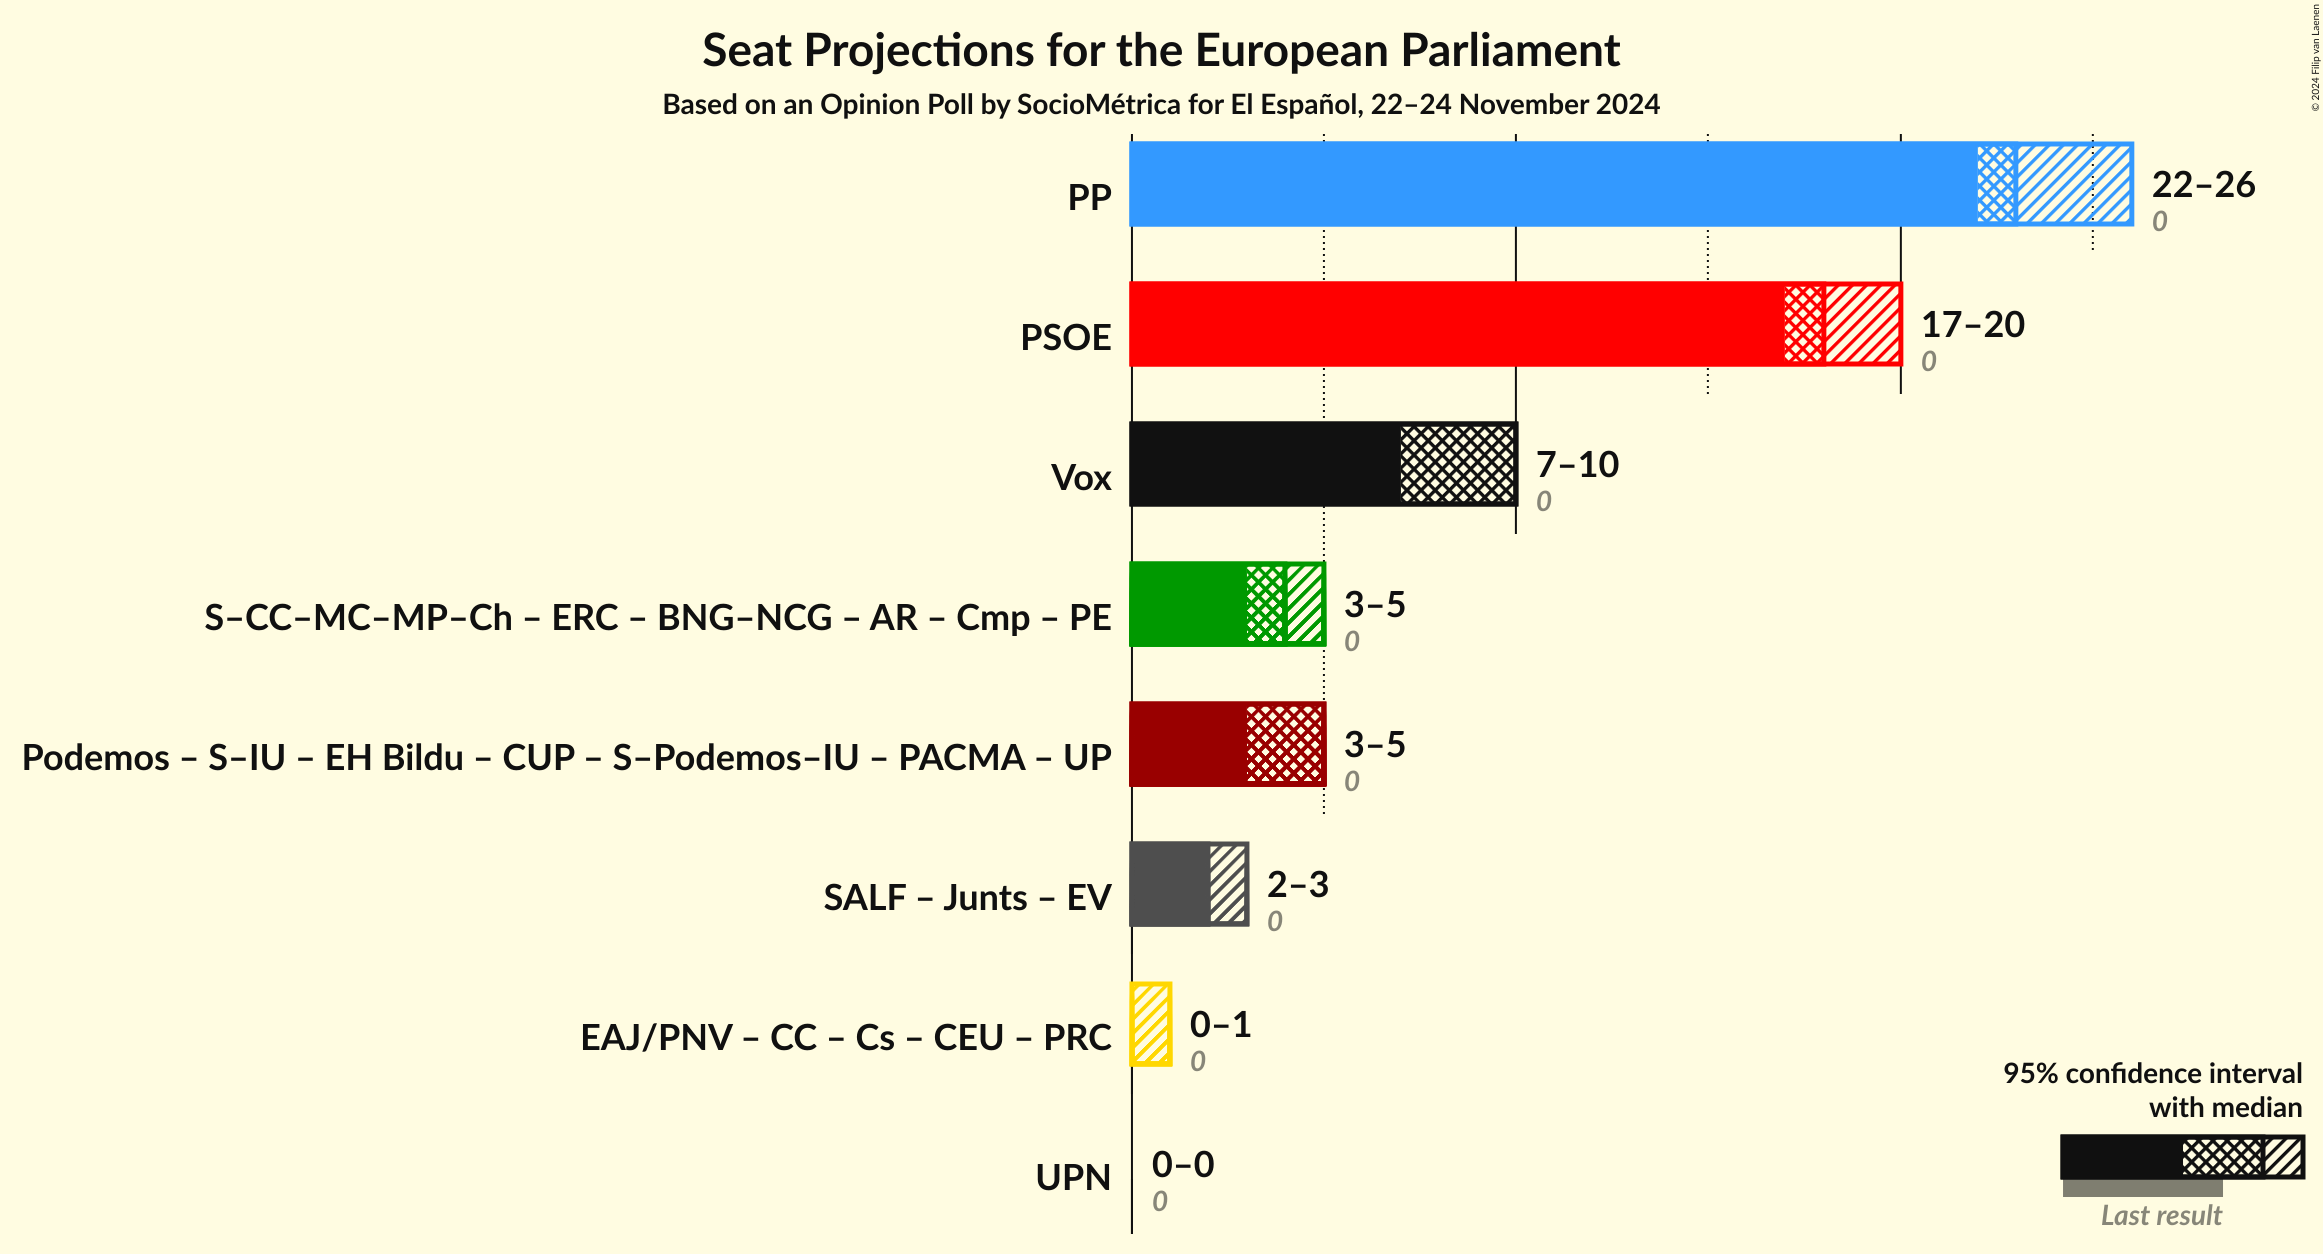 Seat Projections for the European Parliament
Based on an Opinion Poll by SocioMétrica for El Español, 22–24 November 2024
© 2024 Filip van Laenen
PP
22–26
0
PSOE
17–20
0
Vox
7–10
0
S–CC–MC–MP–Ch – ERC – BNG–NCG – AR – Cmp – PE
3–5
0
Podemos – S–IU – EH Bildu – CUP – S–Podemos–IU – PACMA – UP
3–5
0
SALF – Junts – EV
2–3
0
EAJ/PNV – CC – Cs – CEU – PRC
0–1
0
UPN
0–0
0
95% confidence interval
with median
Last result